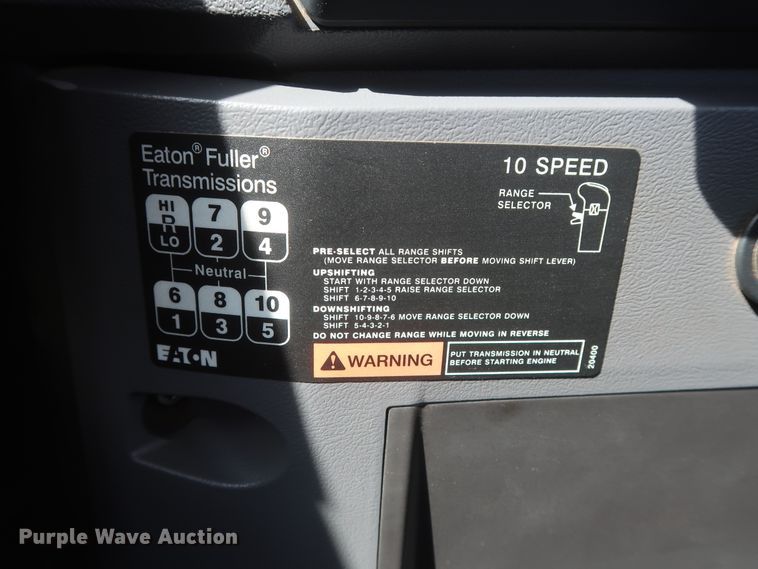 Eaton® Fuller®
Transmissions
10 SPEED
RANGE
SELECTOR
HI 7 9
R
LO 2 4
Neutral
6 8 10
1 3 5
EATON
PRE-SELECT ALL RANGE SHIFTS
(MOVE RANGE SELECTOR BEFORE MOVING SHIFT LEVER)
UPSHIFTING
START WITH RANGE SELECTOR DOWN
SHIFT 1-2-3-4-5 RAISE RANGE SELECTOR
SHIFT 6-7-8-9-10
DOWNSHIFTING
SHIFT 10-9-8-7-6 MOVE RANGE SELECTOR DOWN
SHIFT 5-4-3-2-1
DO NOT CHANGE RANGE WHILE MOVING IN REVERSE
WARNING
PUT TRANSMISSION IN NEUTRAL
BEFORE STARTING ENGINE
20400
Purple Wave Auction